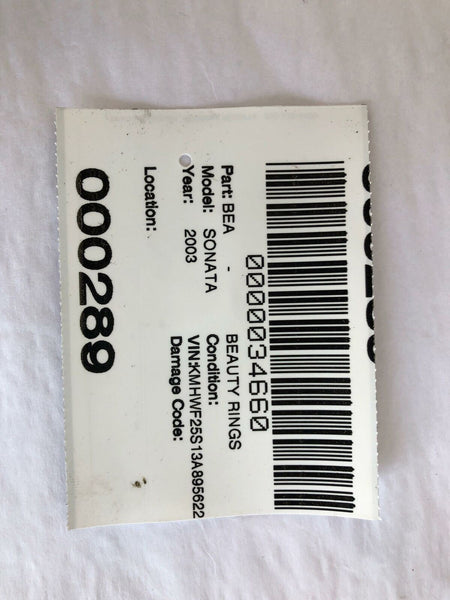 0000034660
Part: BEA - BEAUTY RINGS
Model: SONATA Condition:
Year: 2003 VIN:KMHWF25S13A895622
Damage Code:
Location:
000289